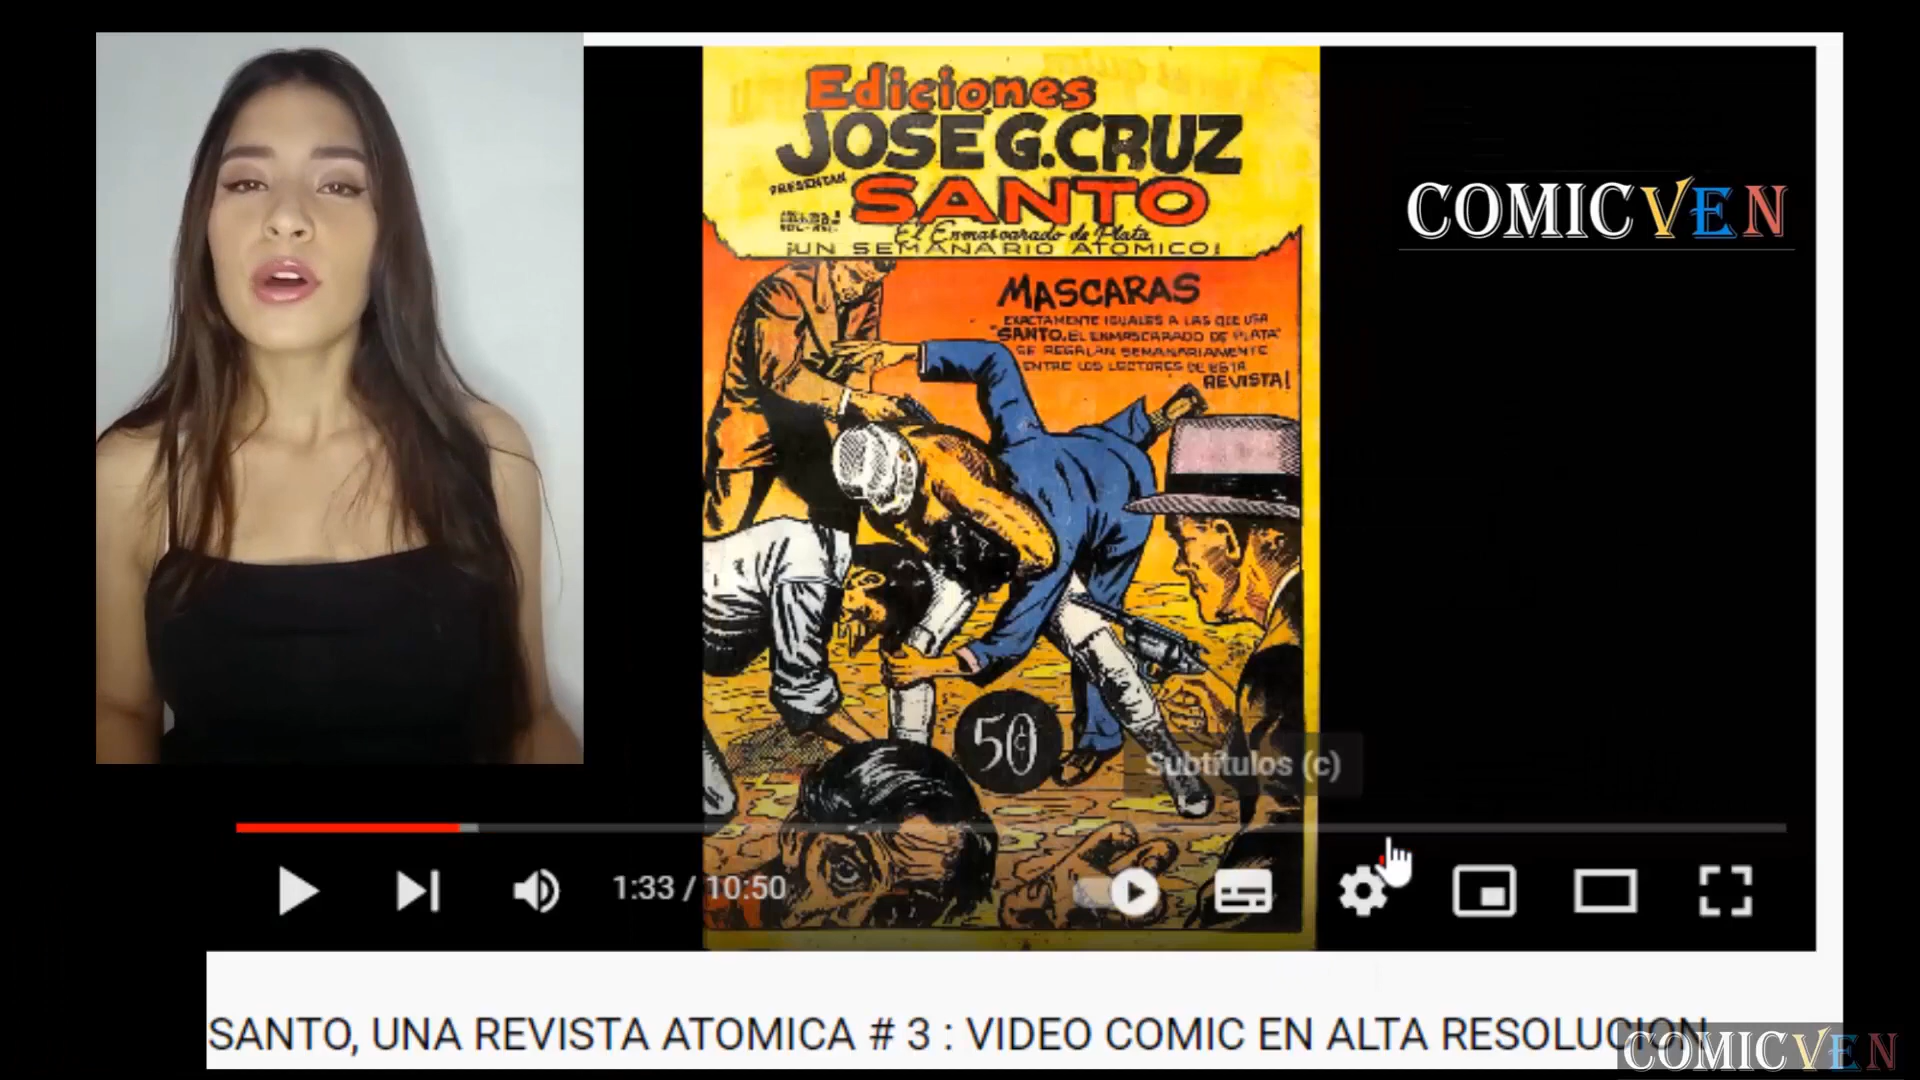 Ediciones
JOSE G. CRUZ
PRESENTAN
SANTO
El Enmascarado de Plata
¡UN SEMANARIO ATOMICO!
MASCARAS
EXACTAMENTE IGUALES A LAS QUE USA
"SANTO, EL ENMASCARADO DE PLATA"
SE REGALAN SEMANARIAMENTE
ENTRE LOS LECTORES DE ESTA
REVISTA!
COMICVEN
50
Subtítulos (c)
1:33 / 10:50
SANTO, UNA REVISTA ATOMICA # 3 : VIDEO COMIC EN ALTA RESOLUCION
COMICVEN